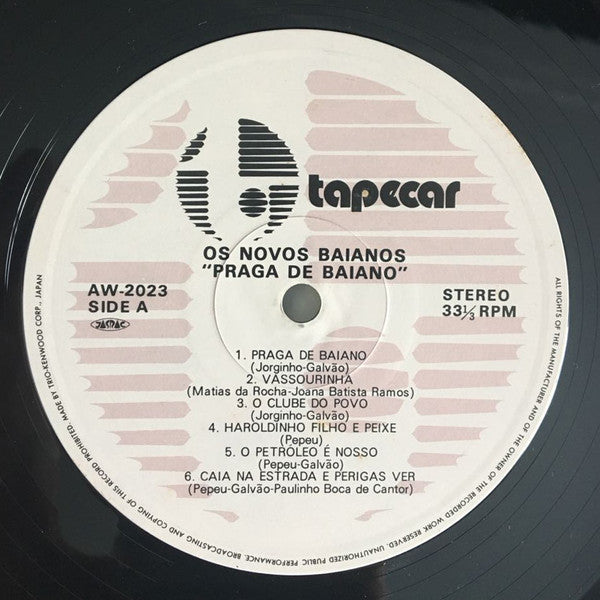 tapecar
OS NOVOS BAIANOS
"PRAGA DE BAIANO"
AW-2023
SIDE A
JASRAC
STEREO
33⅓ RPM
1. PRAGA DE BAIANO
(Jorginho-Galvão)
2. VASSOURINHA
(Matias da Rocha-Joana Batista Ramos)
3. O CLUBE DO POVO
(Jorginho-Galvão)
4. HAROLDINHO FILHO E PEIXE
(Pepeu)
5. O PETROLEO É NOSSO
(Pepeu-Galvão)
6. CAIA NA ESTRADA E PERIGAS VER
(Pepeu-Galvão-Paulinho Boca de Cantor)
ALL RIGHTS OF THE MANUFACTURER AND OF THE OWNER OF THE RECORDED WORK RESERVED. UNAUTHORIZED PUBLIC PERFORMANCE, BROADCASTING AND COPYING OF THIS RECORD PROHIBITED. MADE BY TRIO-KENWOOD CORP., JAPAN